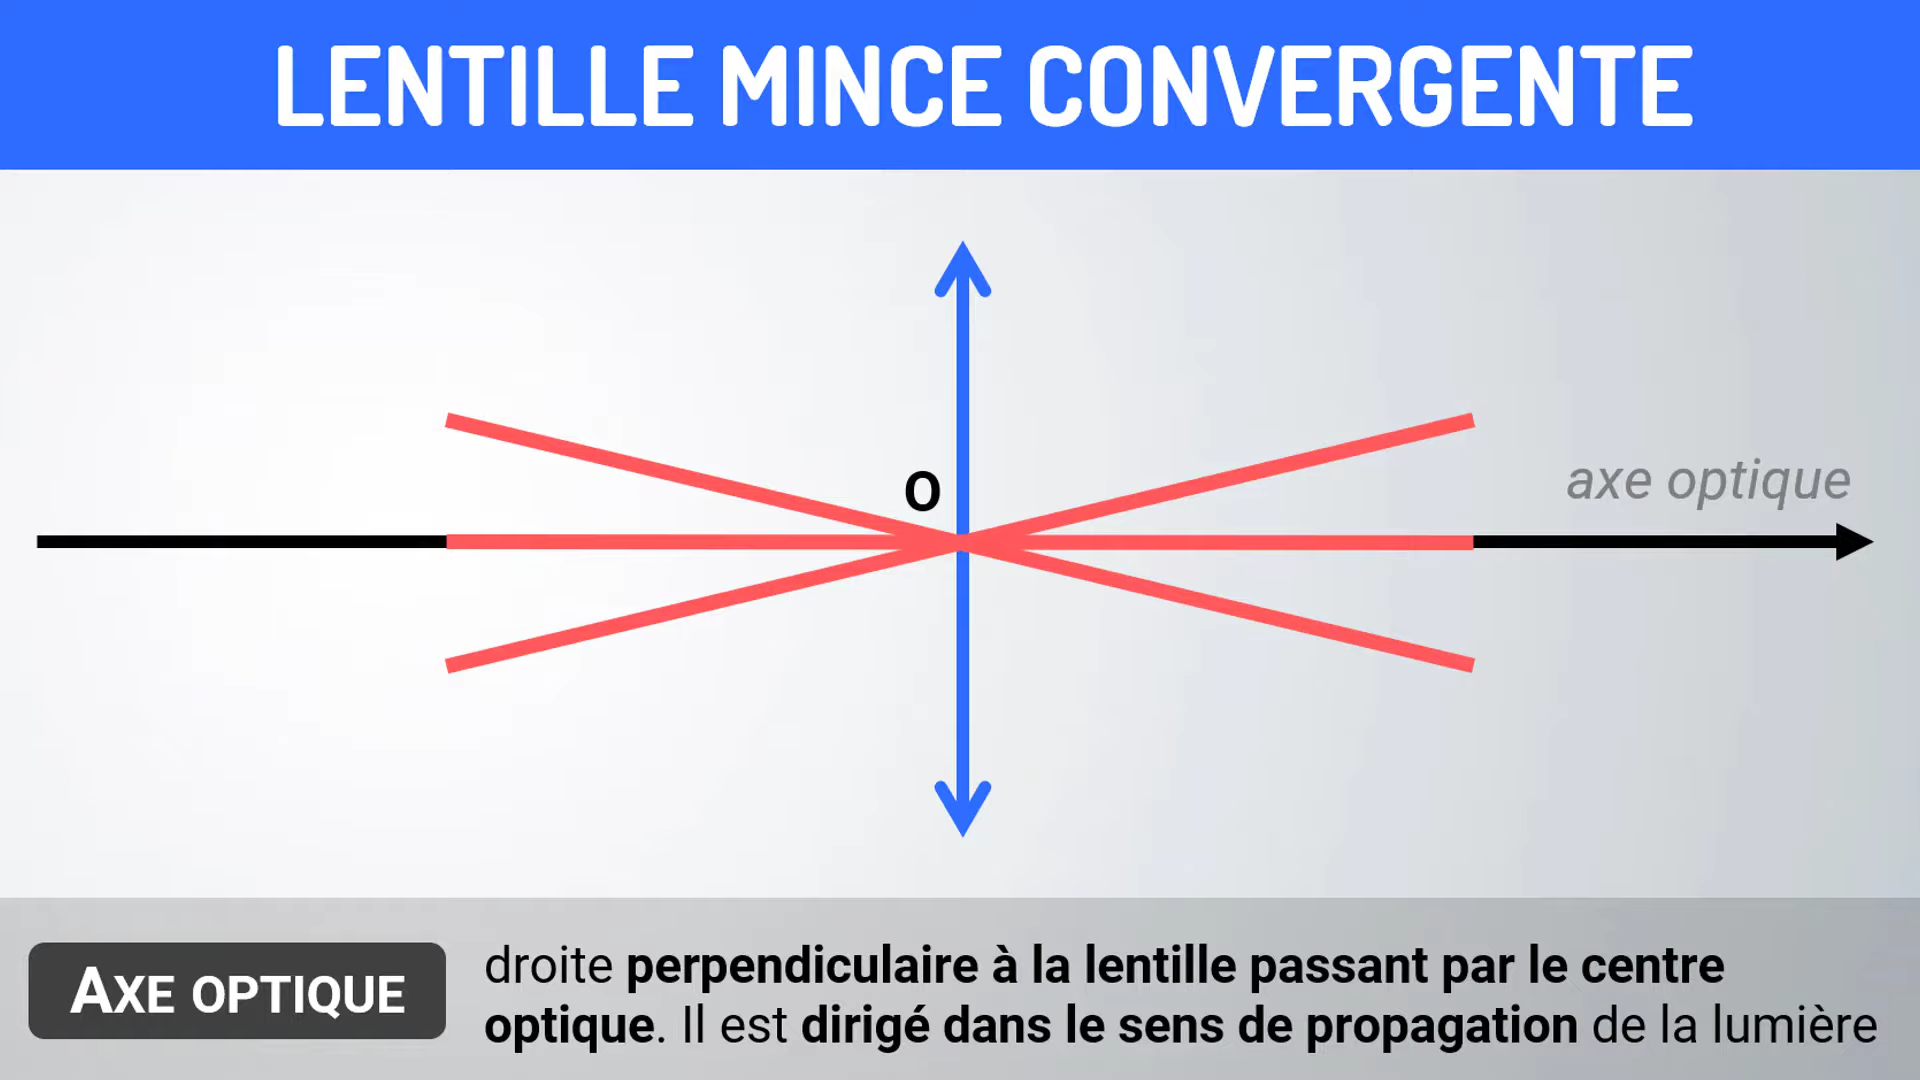 LENTILLE MINCE CONVERGENTE
O
axe optique
AXE OPTIQUE
droite perpendiculaire à la lentille passant par le centre
optique. Il est dirigé dans le sens de propagation de la lumière